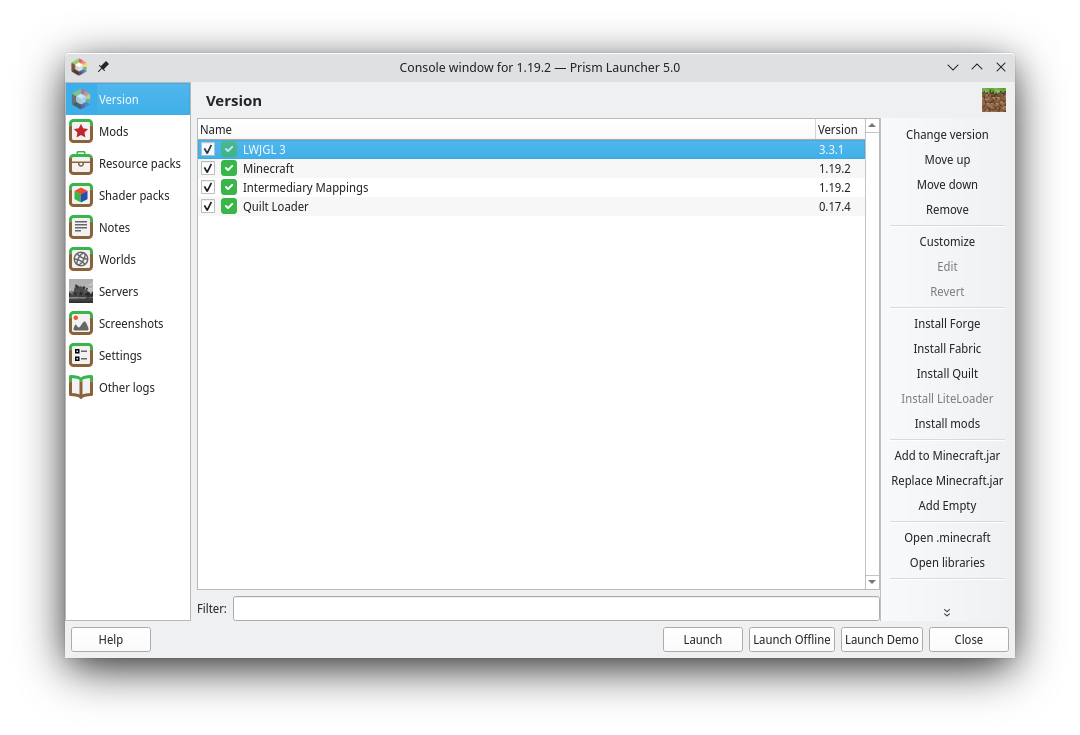 Console window for 1.19.2 — Prism Launcher 5.0
Version
Mods
Resource packs
Shader packs
Notes
Worlds
Servers
Screenshots
Settings
Other logs
Version
Name Version
LWJGL 3 3.3.1
Minecraft 1.19.2
Intermediary Mappings 1.19.2
Quilt Loader 0.17.4
Filter:
Change version
Move up
Move down
Remove
Customize
Edit
Revert
Install Forge
Install Fabric
Install Quilt
Install LiteLoader
Install mods
Add to Minecraft.jar
Replace Minecraft.jar
Add Empty
Open .minecraft
Open libraries
Help Launch Launch Offline Launch Demo Close